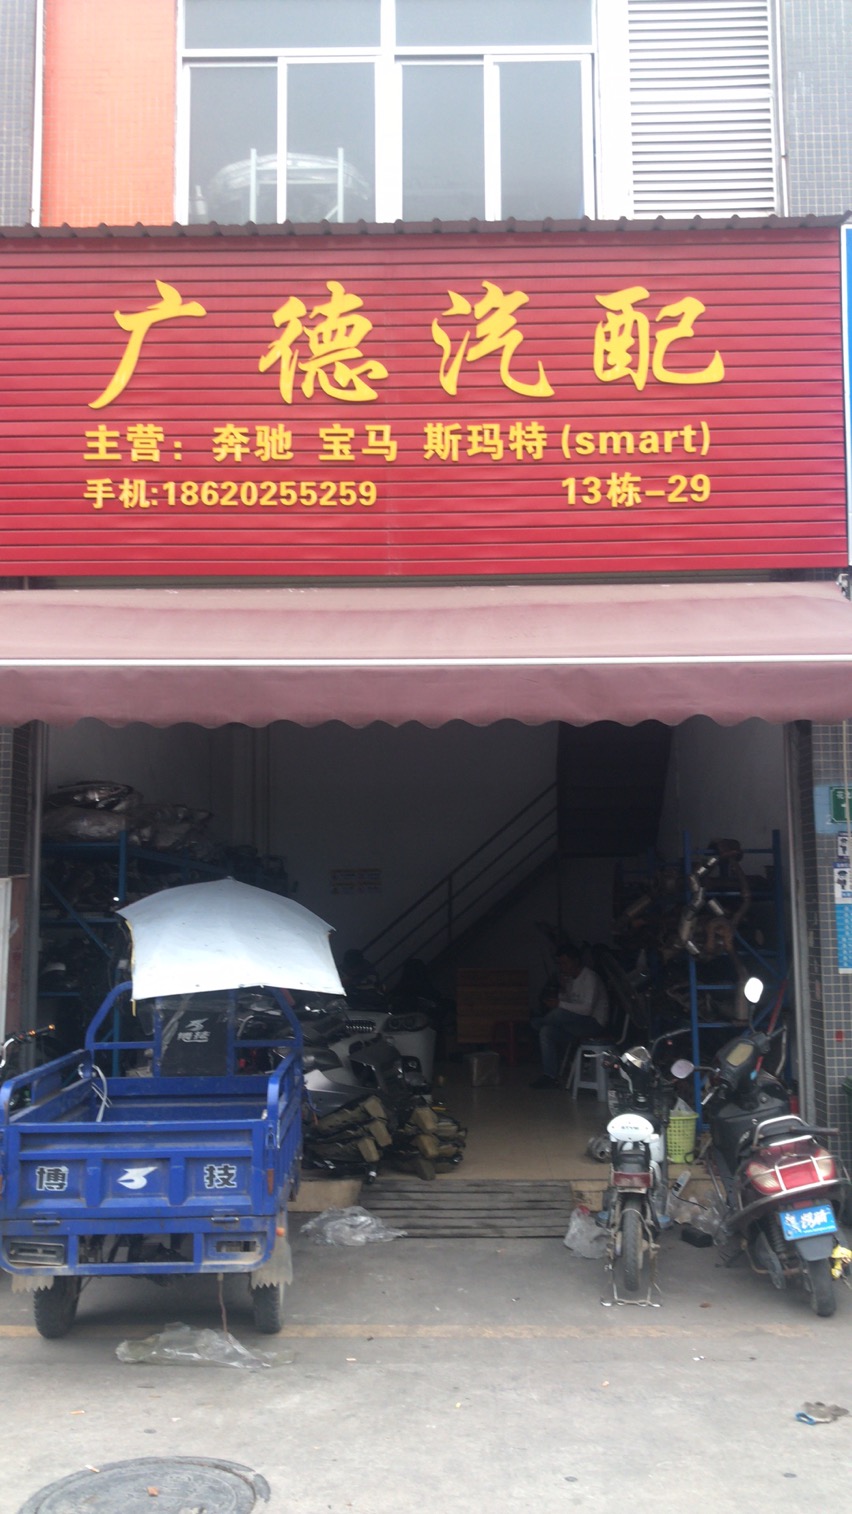 广德汽配
主营：奔驰 宝马 斯玛特(smart)
手机:18620255259
13栋-29
博 技